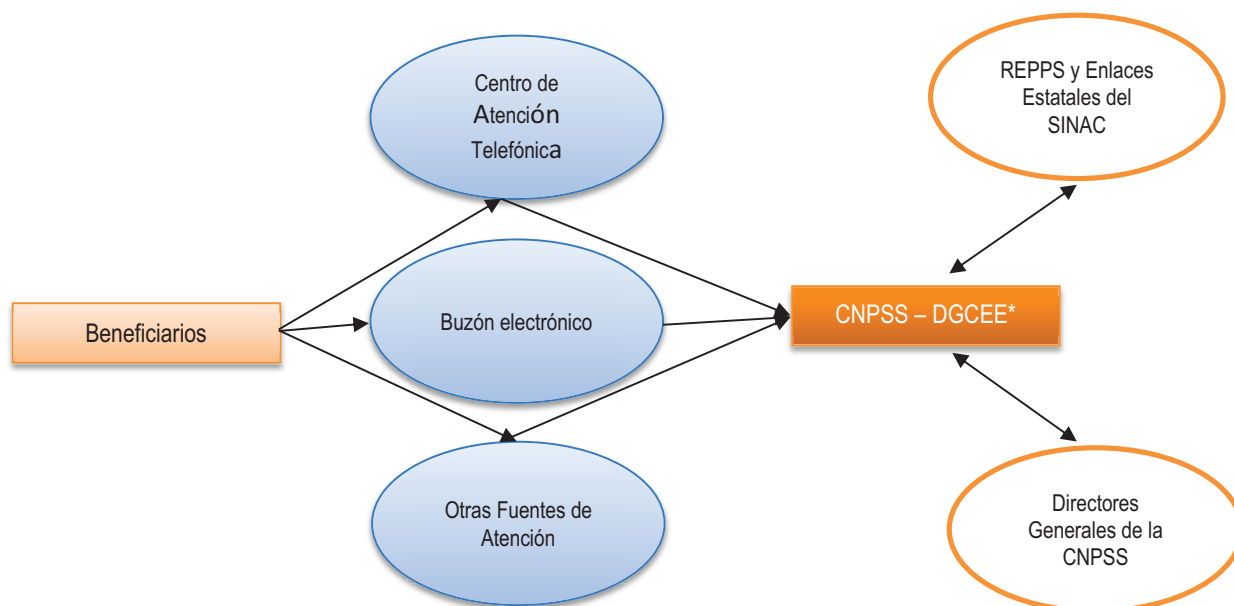 Centro de
Atención
Telefónica
REPPS y Enlaces
Estatales del
SINAC
Beneficiarios
Buzón electrónico
CNPSS – DGCEE*
Otras Fuentes de
Atención
Directores
Generales de la
CNPSS